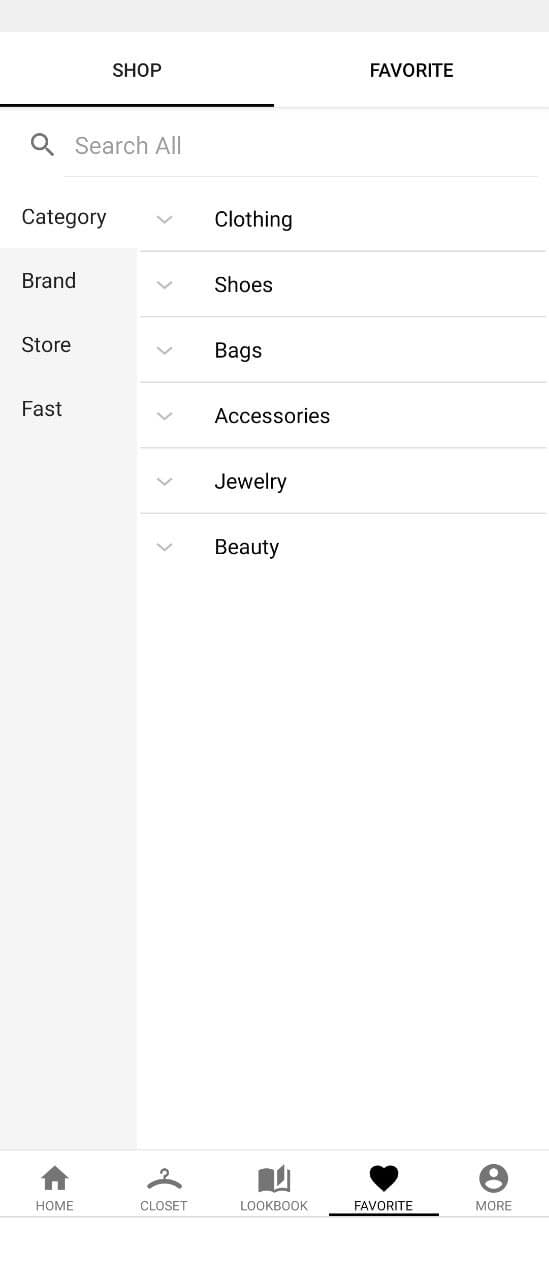 SHOP
FAVORITE
Search All
Category
Brand
Store
Fast
Clothing
Shoes
Bags
Accessories
Jewelry
Beauty
HOME
CLOSET
LOOKBOOK
FAVORITE
MORE